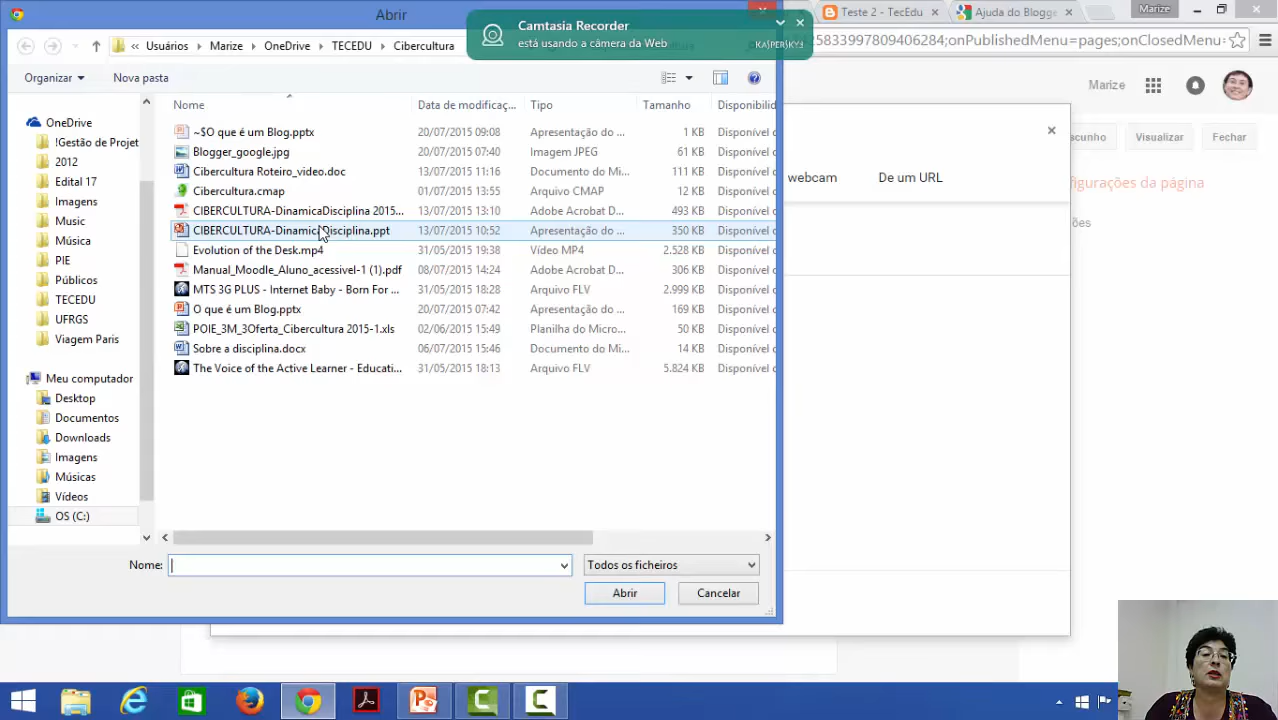 Abrir
Camtasia Recorder
está usando a câmera da Web
KASPERSKY
Teste 2 - TecEdu
Ajuda do Blogge
Marize
Usuários
Marize
OneDrive
TECEDU
Cibercultura
42583399780940​6284;onPublishedMenu=pages;onClosedMenu=
Organizar
Nova pasta
Marize
Nome
Data de modificaç...
Tipo
Tamanho
Disponibilid
OneDrive
!Gestão de Projet
2012
Edital 17
Imagens
Music
Música
PIE
Públicos
TECEDU
UFRGS
Viagem Paris
Meu computador
Desktop
Documentos
Downloads
Imagens
Músicas
Vídeos
OS (C:)
~$O que é um Blog.pptx 20/07/2015 09:08 Apresentação do ... 1 KB Disponível c
Blogger_google.jpg 20/07/2015 07:40 Imagem JPEG 61 KB Disponível c
Cibercultura Roteiro_video.doc 13/07/2015 11:16 Documento do Mi... 111 KB Disponível c
Cibercultura.cmap 01/07/2015 13:55 Arquivo CMAP 12 KB Disponível c
CIBERCULTURA-DinamicaDisciplina 2015... 13/07/2015 13:10 Adobe Acrobat D... 493 KB Disponível c
CIBERCULTURA-DinamicaDisciplina.ppt 13/07/2015 10:52 Apresentação do ... 350 KB Disponível c
Evolution of the Desk.mp4 31/05/2015 19:38 Vídeo MP4 2.528 KB Disponível c
Manual_Moodle_Aluno_acessivel-1 (1).pdf 08/07/2015 14:24 Adobe Acrobat D... 306 KB Disponível c
MTS 3G PLUS - Internet Baby - Born For ... 31/05/2015 18:28 Arquivo FLV 2.999 KB Disponível c
O que é um Blog.pptx 20/07/2015 07:42 Apresentação do ... 169 KB Disponível c
POIE_3M_3Oferta_Cibercultura 2015-1.xls 02/06/2015 15:49 Planilha do Micro... 50 KB Disponível c
Sobre a disciplina.docx 06/07/2015 15:46 Documento do Mi... 14 KB Disponível c
The Voice of the Active Learner - Educati... 31/05/2015 18:13 Arquivo FLV 5.824 KB Disponível c
acunho
Visualizar
Fechar
webcam
De um URL
figurações da página
ões
Nome:
Todos os ficheiros
Abrir
Cancelar